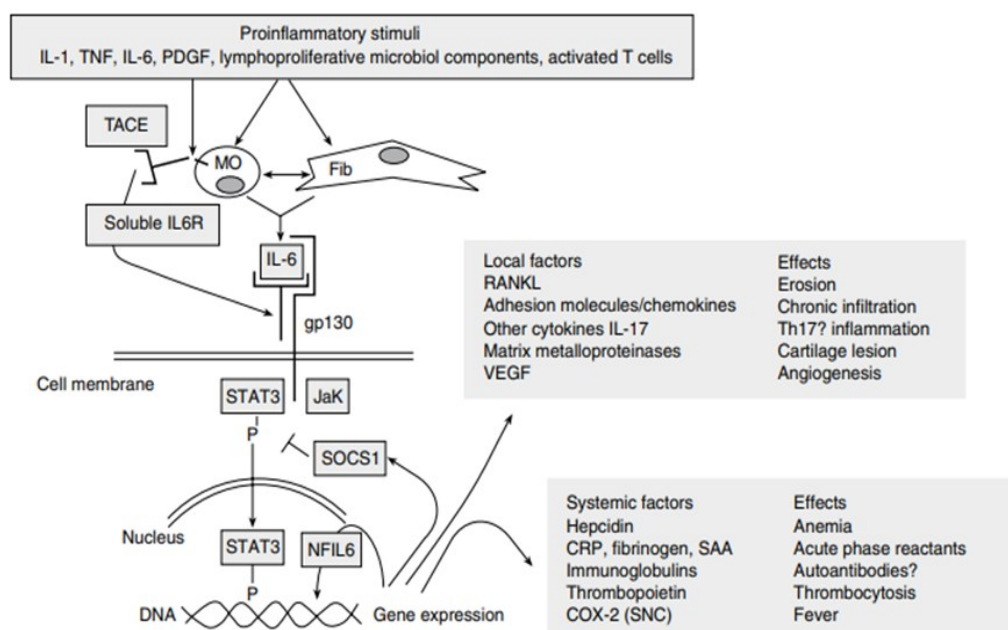 Proinflammatory stimuli
IL-1, TNF, IL-6, PDGF, lymphoproliferative microbiol components, activated T cells
TACE
MO
Fib
Soluble IL6R
IL-6
gp130
Cell membrane
STAT3
JaK
P
SOCS1
Nucleus
STAT3
NFIL6
P
DNA
Gene expression
Local factors Effects
RANKL Erosion
Adhesion molecules/chemokines Chronic infiltration
Other cytokines IL-17 Th17? inflammation
Matrix metalloproteinases Cartilage lesion
VEGF Angiogenesis
Systemic factors Effects
Hepcidin Anemia
CRP, fibrinogen, SAA Acute phase reactants
Immunoglobulins Autoantibodies?
Thrombopoietin Thrombocytosis
COX-2 (SNC) Fever